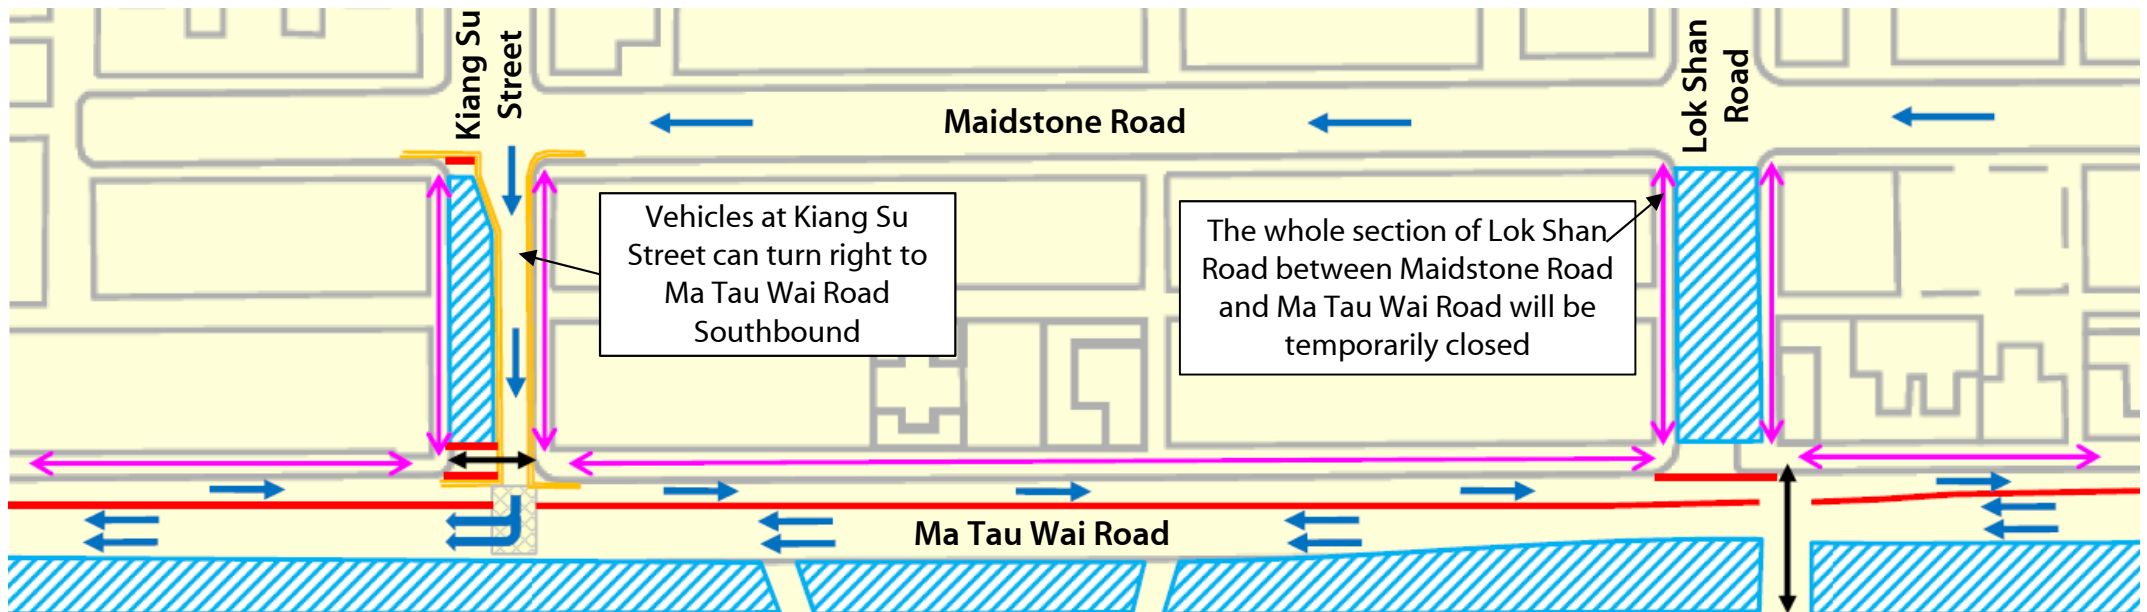 Kiang Su
Street
Lok Shan
Road
Maidstone Road
Vehicles at Kiang Su
Street can turn right to
Ma Tau Wai Road
Southbound
The whole section of Lok Shan
Road between Maidstone Road
and Ma Tau Wai Road will be
temporarily closed
Ma Tau Wai Road